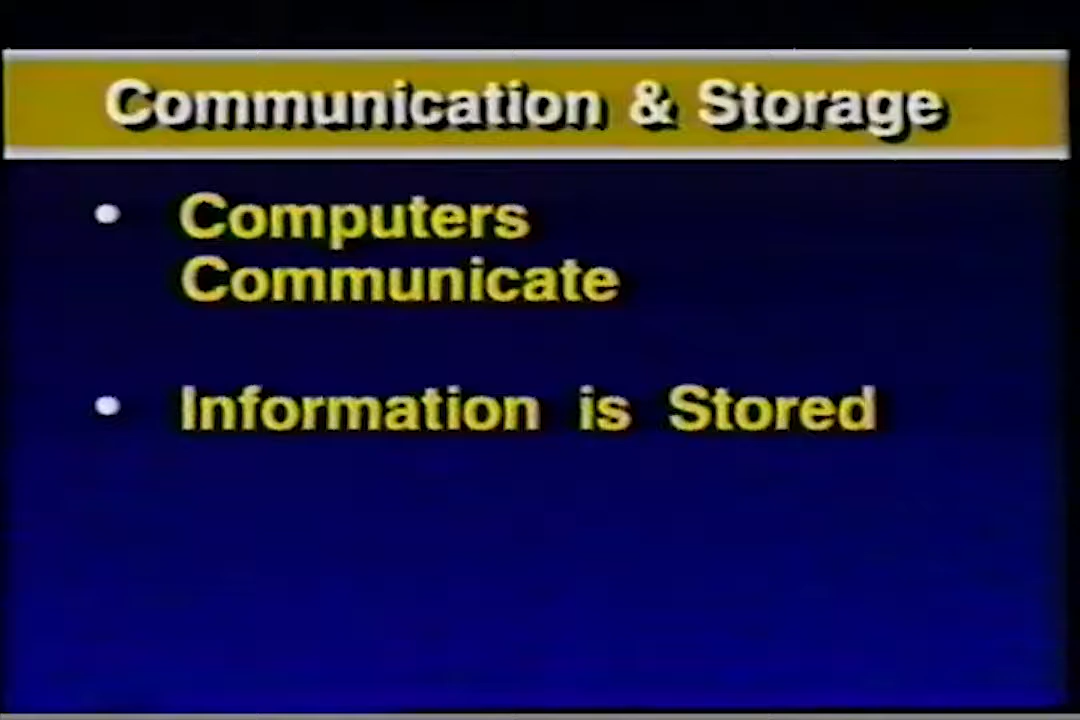 Communication & Storage
• Computers
Communicate
• Information is Stored